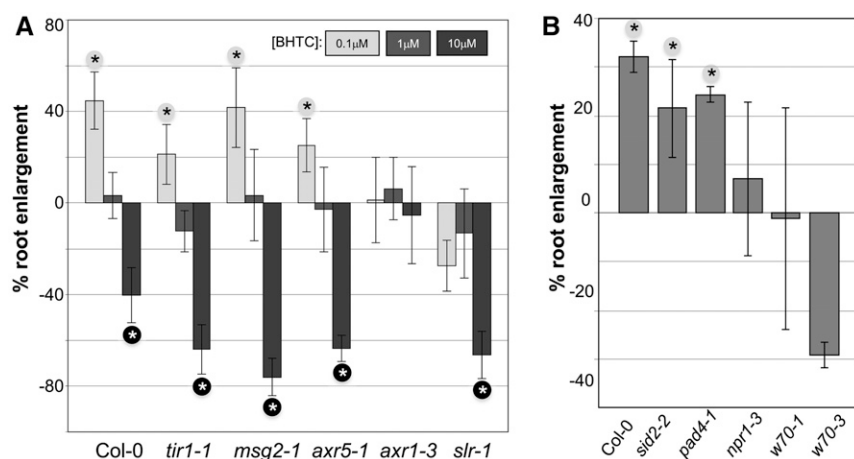 A
B
[BHTC]: 0.1µM 1µM 10µM
% root enlargement
80
40
0
-40
-80
*
*
*
*
*
*
*
*
*
Col-0 tir1-1 msg2-1 axr5-1 axr1-3 slr-1
% root enlargement
40
20
0
-20
-40
*
*
*
Col-0
sid2-2
pad4-1
npr1-3
w70-1
w70-3